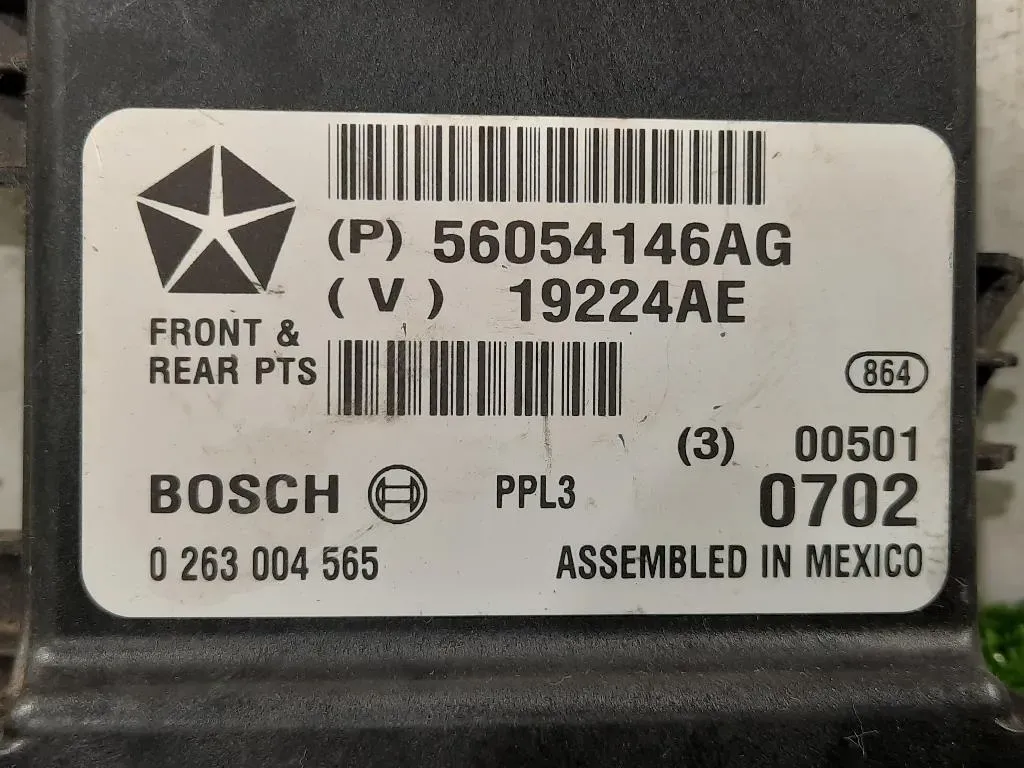 (P) 56054146AG
(V) 19224AE
FRONT &
REAR PTS
864
(3) 00501
BOSCH PPL3 0702
0 263 004 565 ASSEMBLED IN MEXICO